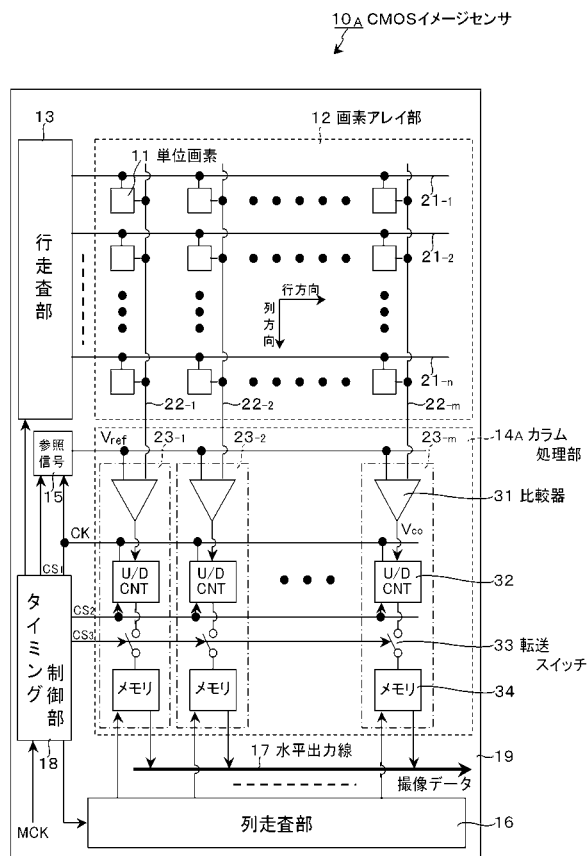 10A CMOSイメージセンサ
13
12 画素アレイ部
11 単位画素
行走査部
21-1
21-2
行方向
列方向
21-n
22-1
22-2
22-m
参照信号
15
Vref
23-1
23-2
23-m
14A カラム処理部
31 比較器
Vco
CK
CS1
U/D CNT
U/D CNT
U/D CNT
32
CS2
CS3
33 転送スイッチ
タイミング制御部
18
メモリ
メモリ
メモリ
34
17 水平出力線
19
撮像データ
MCK
列走査部
16